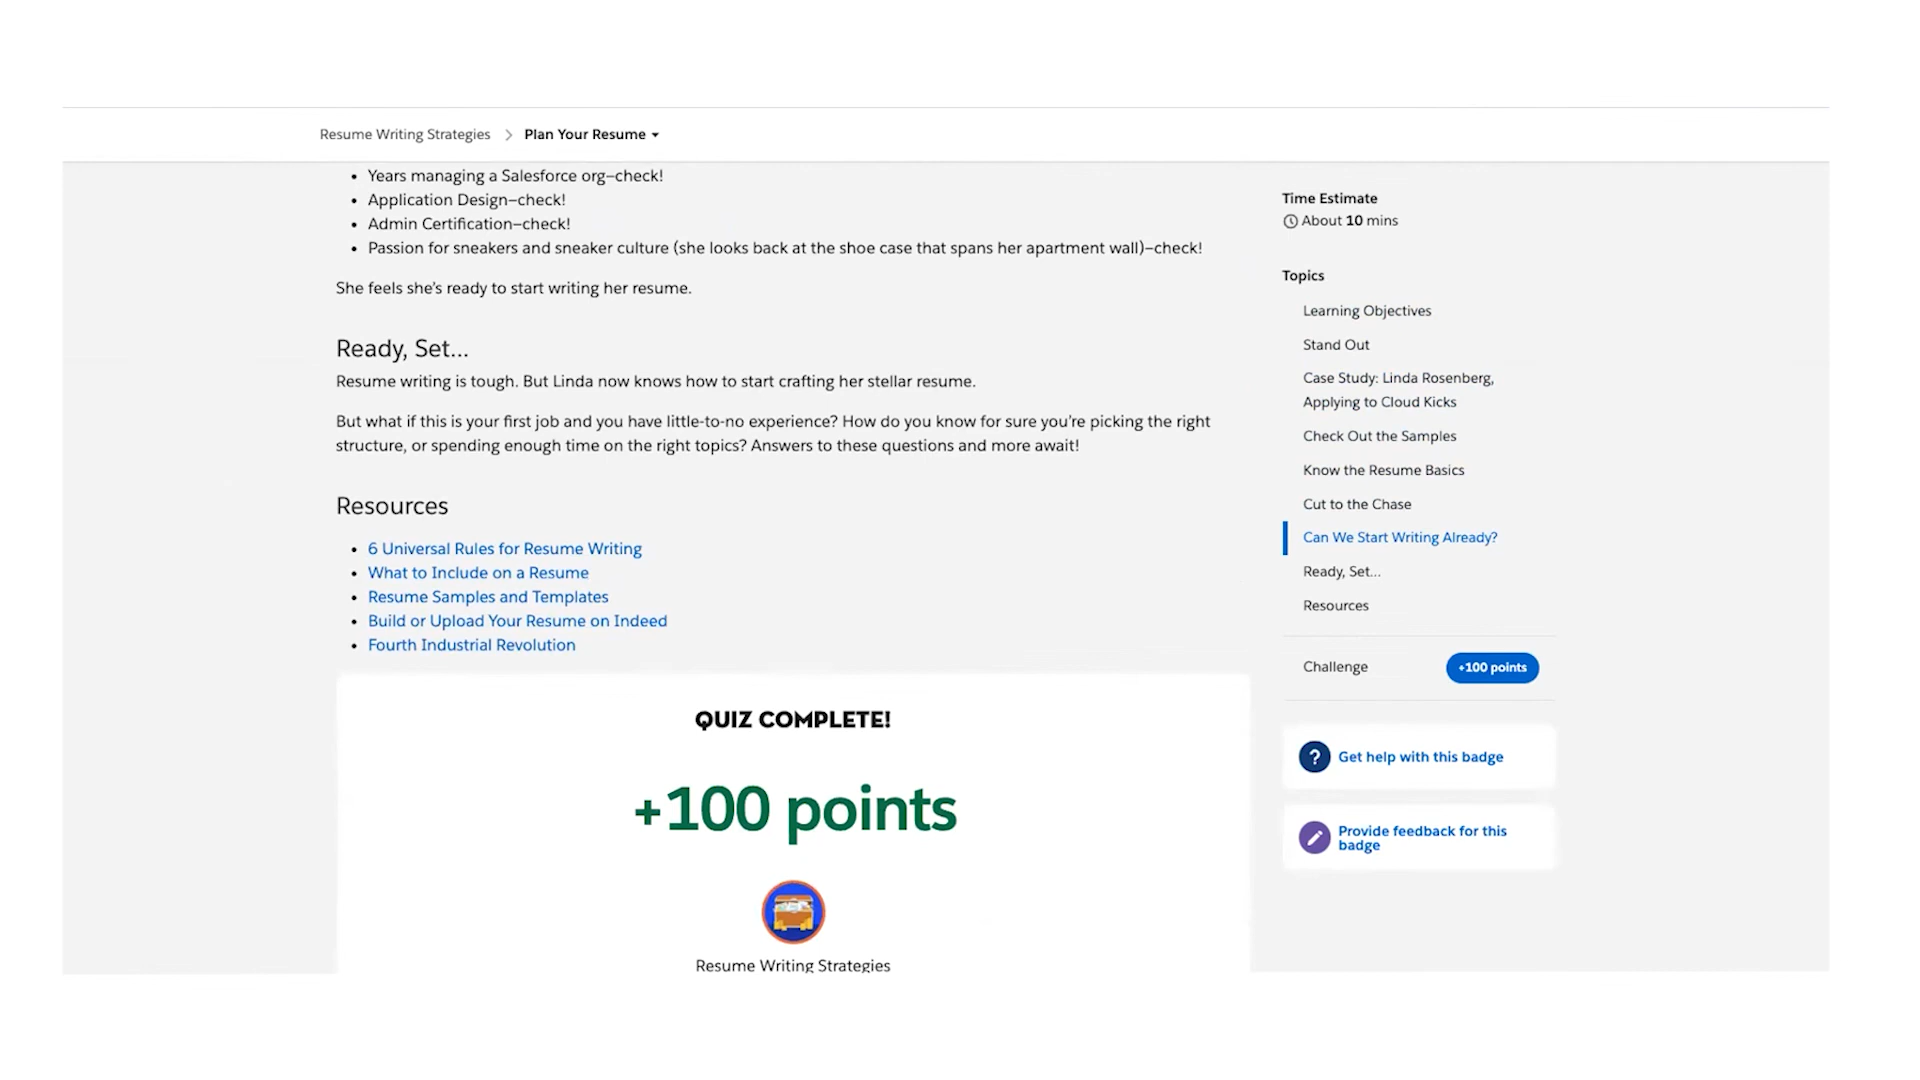 Resume Writing Strategies > Plan Your Resume
Years managing a Salesforce org—check!
Application Design—check!
Admin Certification—check!
Passion for sneakers and sneaker culture (she looks back at the shoe case that spans her apartment wall)—check!
She feels she's ready to start writing her resume.
Ready, Set...
Resume writing is tough. But Linda now knows how to start crafting her stellar resume.
But what if this is your first job and you have little-to-no experience? How do you know for sure you're picking the right
structure, or spending enough time on the right topics? Answers to these questions and more await!
Resources
6 Universal Rules for Resume Writing
What to Include on a Resume
Resume Samples and Templates
Build or Upload Your Resume on Indeed
Fourth Industrial Revolution
QUIZ COMPLETE!
+100 points
Resume Writing Strategies
Time Estimate
About 10 mins
Topics
Learning Objectives
Stand Out
Case Study: Linda Rosenberg,
Applying to Cloud Kicks
Check Out the Samples
Know the Resume Basics
Cut to the Chase
Can We Start Writing Already?
Ready, Set...
Resources
Challenge +100 points
? Get help with this badge
Provide feedback for this
badge